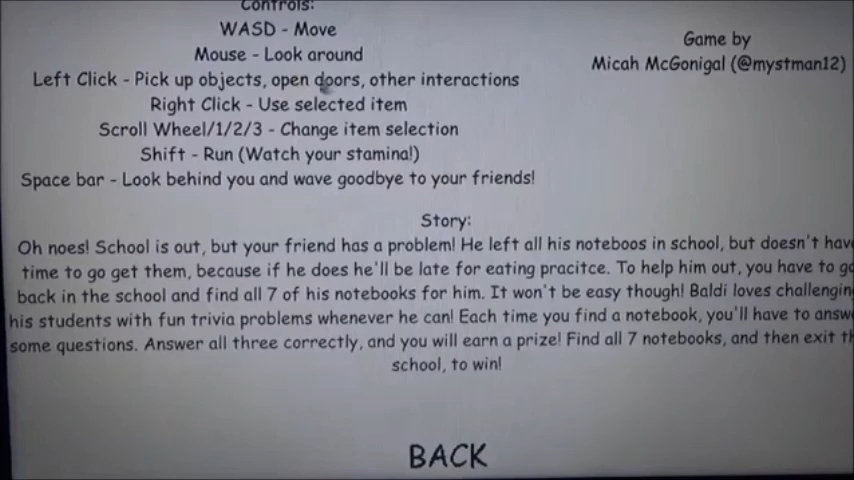 Controls:
WASD - Move
Mouse - Look around
Left Click - Pick up objects, open doors, other interactions
Right Click - Use selected item
Scroll Wheel/1/2/3 - Change item selection
Shift - Run (Watch your stamina!)
Space bar - Look behind you and wave goodbye to your friends!
Game by
Micah McGonigal (@mystman12)
Story:
Oh noes! School is out, but your friend has a problem! He left all his noteboos in school, but doesn't have
time to go get them, because if he does he'll be late for eating pracitce. To help him out, you have to go
back in the school and find all 7 of his notebooks for him. It won't be easy though! Baldi loves challengin
his students with fun trivia problems whenever he can! Each time you find a notebook, you'll have to answe
some questions. Answer all three correctly, and you will earn a prize! Find all 7 notebooks, and then exit th
school, to win!
BACK